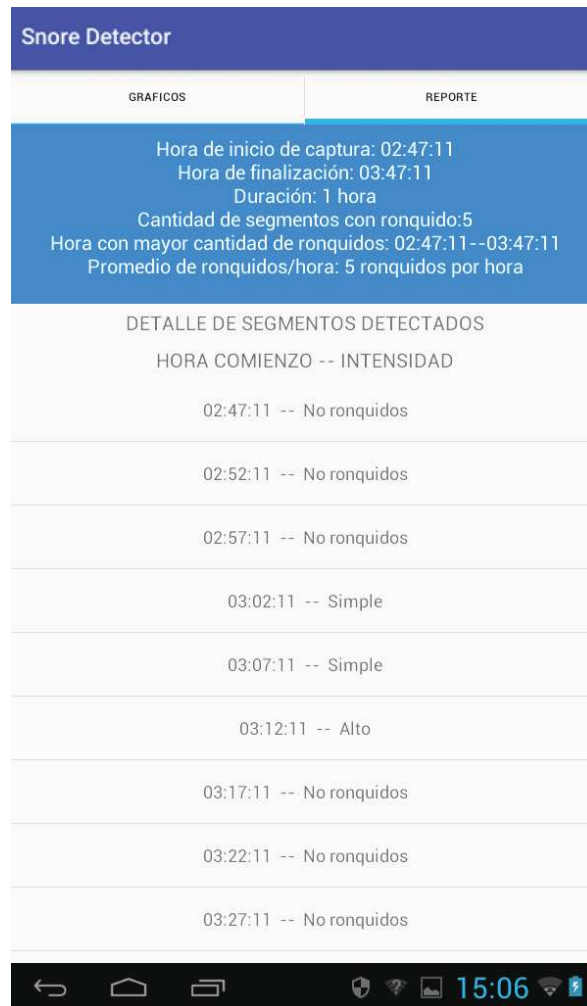 Snore Detector
GRAFICOS
REPORTE
Hora de inicio de captura: 02:47:11
Hora de finalización: 03:47:11
Duración: 1 hora
Cantidad de segmentos con ronquido:5
Hora con mayor cantidad de ronquidos: 02:47:11--03:47:11
Promedio de ronquidos/hora: 5 ronquidos por hora
DETALLE DE SEGMENTOS DETECTADOS
HORA COMIENZO -- INTENSIDAD
02:47:11 -- No ronquidos
02:52:11 -- No ronquidos
02:57:11 -- No ronquidos
03:02:11 -- Simple
03:07:11 -- Simple
03:12:11 -- Alto
03:17:11 -- No ronquidos
03:22:11 -- No ronquidos
03:27:11 -- No ronquidos
15:06